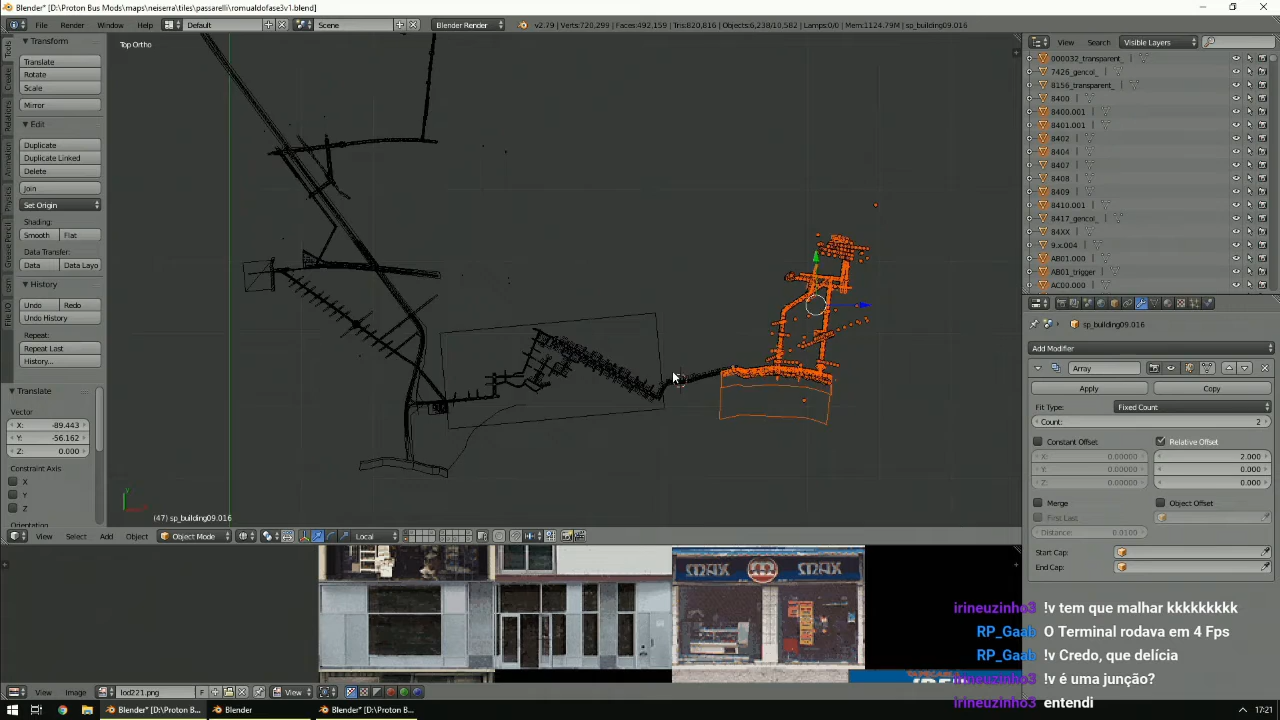 Blender* [D:\Proton Bus Mods\maps\neiserra\tiles\passarelli\romualdofase3v1.blend]
File Render Window Help Default Scene Blender Render v2.79 | Verts:720,299 | Faces:492,159 | Tris:820,816 | Objects:6,238/10,582 | Lamps:0/0 | Mem:1124.79M | sp_building09.016
Transform
Translate
Rotate
Scale
Mirror
Edit
Duplicate
Duplicate Linked
Delete
Join
Set Origin
Shading:
Smooth Flat
Data Transfer:
Data Data Layo
History
Undo Redo
Undo History
Repeat:
Repeat Last
History...
Translate
Vector
X: -89.443
Y: -56.162
Z: 0.000
Constraint Axis
X
Y
Z
Orientation
Tools
Create
Relations
Animation
Physics
Grease Pencil
osm
File I/O
Top Ortho
(47) sp_building09.016
View Select Add Object Object Mode Local
View Search Visible Layers
000032_transparent_
7426_gencol_
8156_transparent_
8400
8400.001
8401.001
8402
8404
8407
8408
8409
8410.001
8417_gencol_
84XX
9.x.004
AB01.000
AB01_trigger
AC00.000
sp_building09.016
Add Modifier
Array
Apply Copy
Fit Type: Fixed Count
Count: 2
Constant Offset Relative Offset
X: 0.00000 2.000
Y: 0.00000 0.000
Z: 0.00000 0.000
Merge Object Offset
First Last
Distance: 0.0100
Start Cap:
End Cap:
MAX MAX
View Image lod221.png F View
irineuzinho3 !v tem que malhar kkkkkkkkk
RP_Gaab O Terminal rodava em 4 Fps
RP_Gaab !v Credo, que delícia
irineuzinho3 !v é uma junção?
irineuzinho3 entendi
Blender* [D:\Proton B... Blender Blender* [D:\Proton B... 17:21